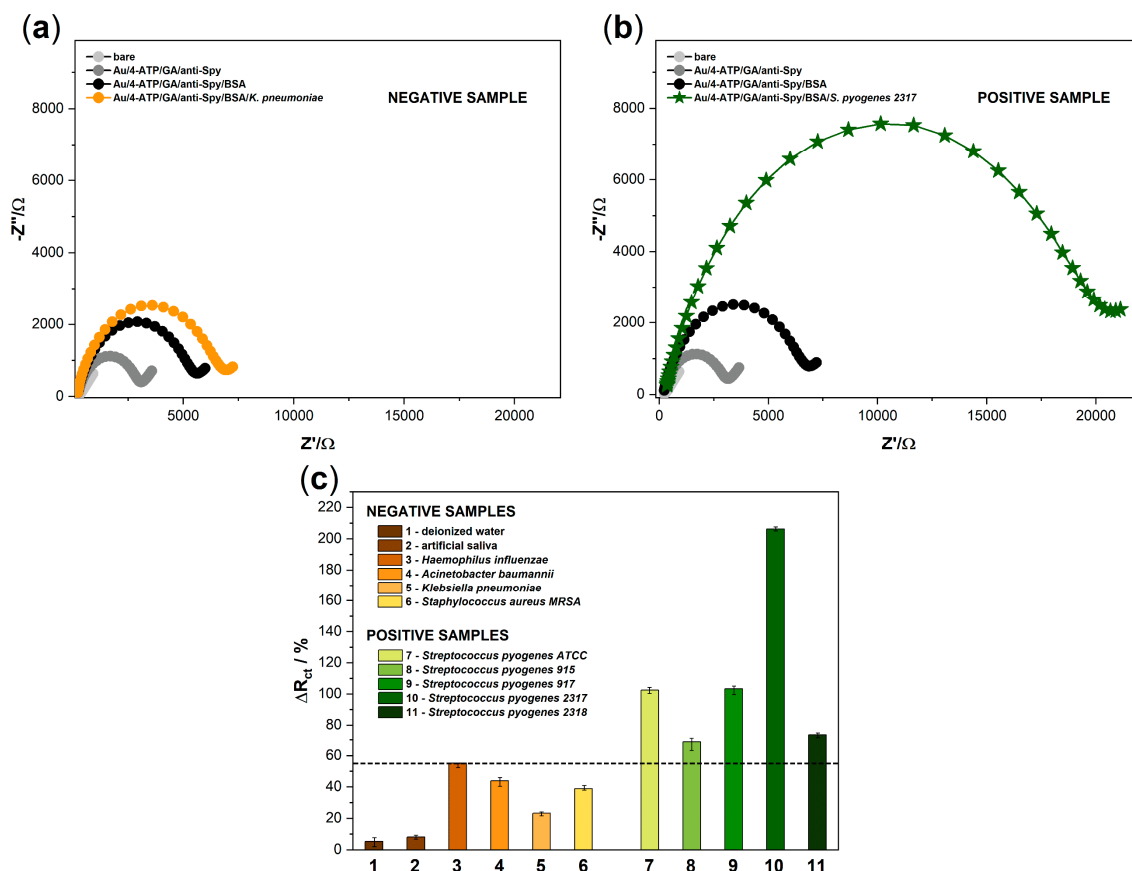 (a)
bare
Au/4-ATP/GA/anti-Spy
Au/4-ATP/GA/anti-Spy/BSA
Au/4-ATP/GA/anti-Spy/BSA/K. pneumoniae
NEGATIVE SAMPLE
8000
6000
4000
2000
0
-Z"/Ω
5000 10000 15000 20000
Z'/Ω
(b)
bare
Au/4-ATP/GA/anti-Spy
Au/4-ATP/GA/anti-Spy/BSA
Au/4-ATP/GA/anti-Spy/BSA/S. pyogenes 2317
POSITIVE SAMPLE
8000
6000
4000
2000
0
-Z''/Ω
0 5000 10000 15000 20000
Z'/Ω
(c)
220
200
180
160
140
120
100
80
60
40
20
0
ΔRct / %
NEGATIVE SAMPLES
1 - deionized water
2 - artificial saliva
3 - Haemophilus influenzae
4 - Acinetobacter baumannii
5 - Klebsiella pneumoniae
6 - Staphylococcus aureus MRSA
POSITIVE SAMPLES
7 - Streptococcus pyogenes ATCC
8 - Streptococcus pyogenes 915
9 - Streptococcus pyogenes 917
10 - Streptococcus pyogenes 2317
11 - Streptococcus pyogenes 2318
1 2 3 4 5 6 7 8 9 10 11